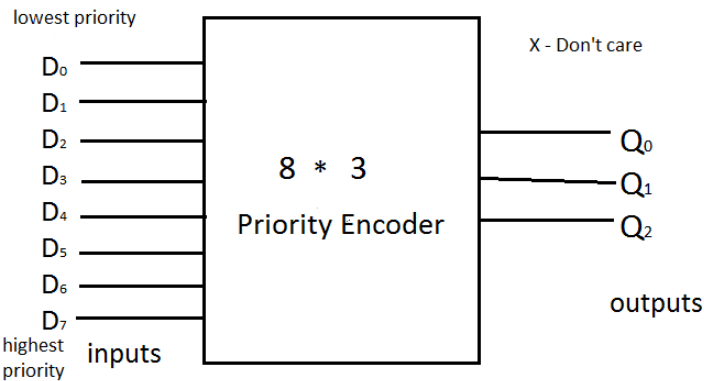 lowest priority
X - Don't care
D₀
D₁
D₂
D₃
D₄
D₅
D₆
D₇
8 * 3
Priority Encoder
Q₀
Q₁
Q₂
outputs
highest
priority
inputs